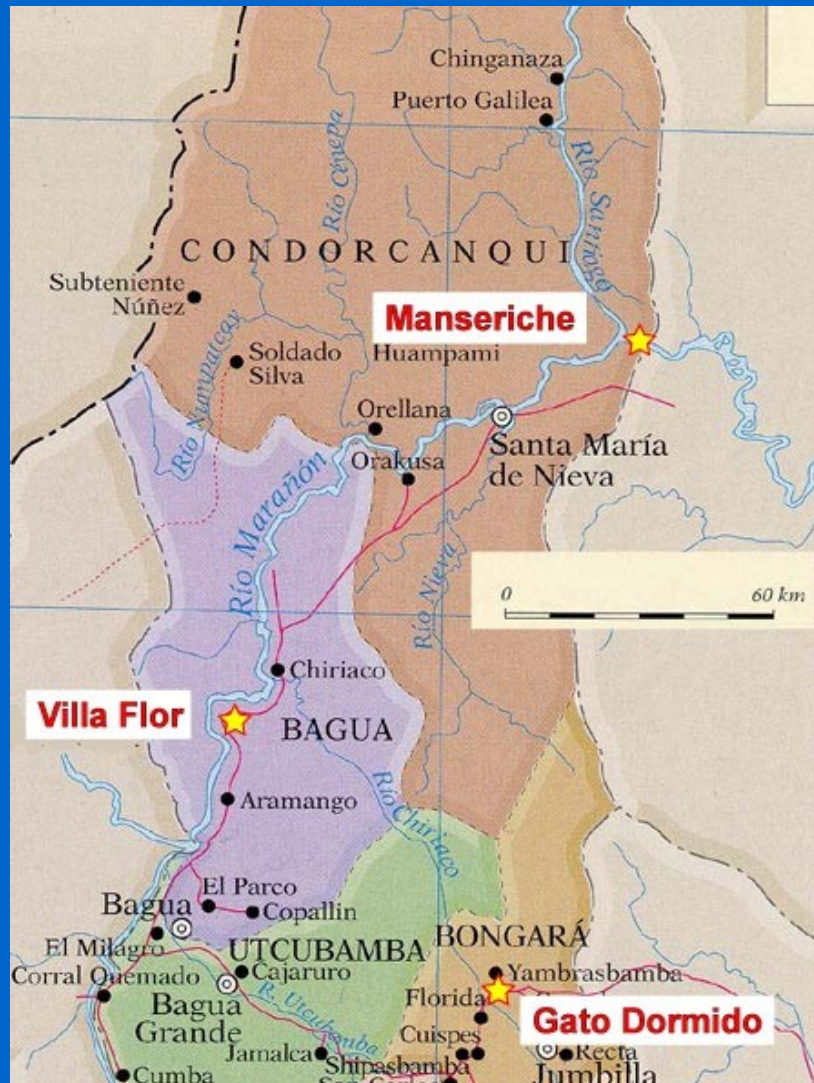 Chinganaza
Puerto Galilea
Río Cenepa
Río Santiago
CONDORCANQUI
Subteniente
Núñez
Manseriche
Soldado
Silva
Huampami
Río Numpatcay
Orellana
Santa María
de Nieva
Orakusa
Río Marañón
0 60 km
Río Nieva
Chiriaco
Villa Flor
BAGUA
Río Chiriaco
Aramango
El Parco
Bagua
Copallin
El Milagro
UTCUBAMBA
BONGARÁ
Corral Quemado
Cajaruro
Yambrasbamba
Bagua
Grande
R. Utcubamba
Florida
Gato Dormido
Cuispes
Jamalca
Recta
Shipasbamba
Jumbilla
Cumba